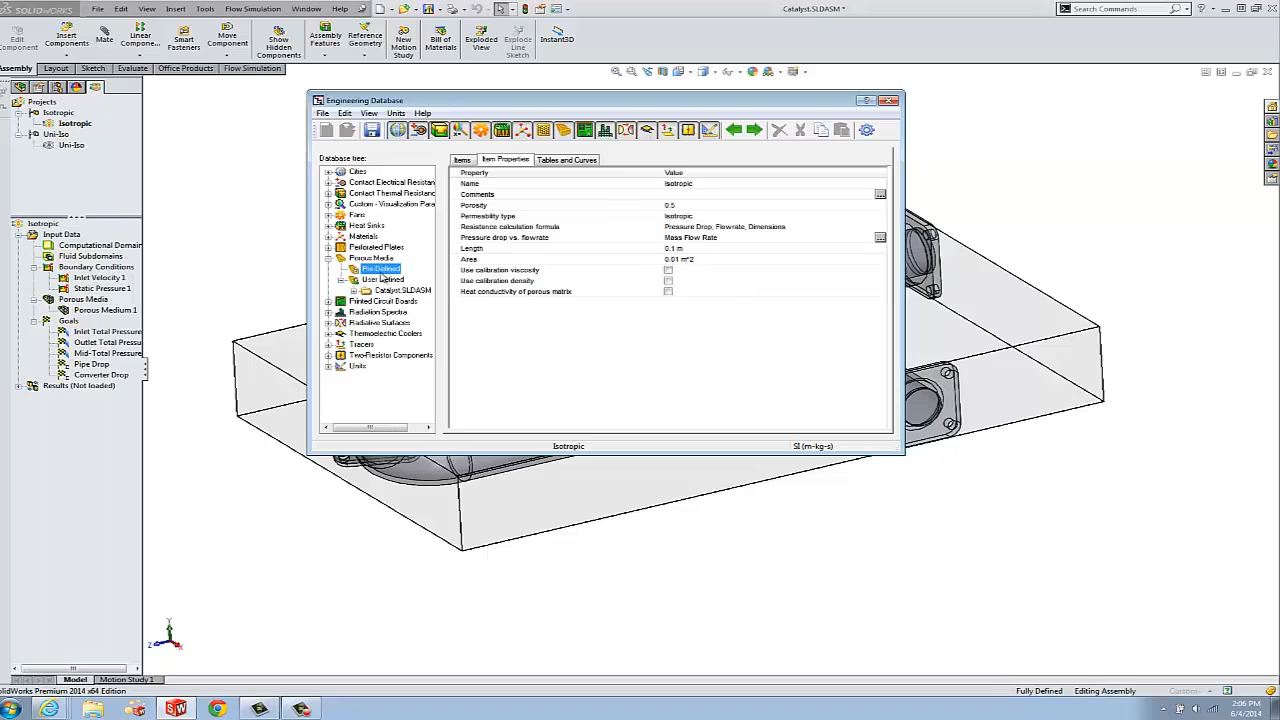 SOLIDWORKS
File Edit View Insert Tools Flow Simulation Window Help
Catalyst.SLDASM *
Search Commands
Edit Component
Insert Components
Mate
Linear Compone...
Smart Fasteners
Move Component
Show Hidden Components
Assembly Features
Reference Geometry
New Motion Study
Bill of Materials
Exploded View
Explode Line Sketch
Instant3D
Assembly Layout Sketch Evaluate Office Products Flow Simulation
Projects
Isotropic
Isotropic
Uni-Iso
Uni-Iso
Isotropic
Input Data
Computational Domain
Fluid Subdomains
Boundary Conditions
Inlet Velocity 1
Static Pressure 1
Porous Media
Porous Medium 1
Goals
Inlet Total Pressure
Outlet Total Pressu
Mid-Total Pressure
Pipe Drop
Converter Drop
Results (Not loaded)
Engineering Database
File Edit View Units Help
Database tree:
Cities
Contact Electrical Resistan
Contact Thermal Resistanc
Custom - Visualization Para
Fans
Heat Sinks
Materials
Perforated Plates
Porous Media
Pre-Defined
User Defined
Catalyst.SLDASM
Printed Circuit Boards
Radiation Spectra
Radiative Surfaces
Thermoelectric Coolers
Tracers
Two-Resistor Components
Units
Items Item Properties Tables and Curves
Property Value
Name Isotropic
Comments
Porosity 0.5
Permeability type Isotropic
Resistance calculation formula Pressure Drop, Flowrate, Dimensions
Pressure drop vs. flowrate Mass Flow Rate
Length 0.1 m
Area 0.01 m^2
Use calibration viscosity
Use calibration density
Heat conductivity of porous matrix
Isotropic SI (m-kg-s)
Y
Z X
Model Motion Study 1
SolidWorks Premium 2014 x64 Edition
Fully Defined Editing Assembly Custom
2:06 PM
6/4/2014